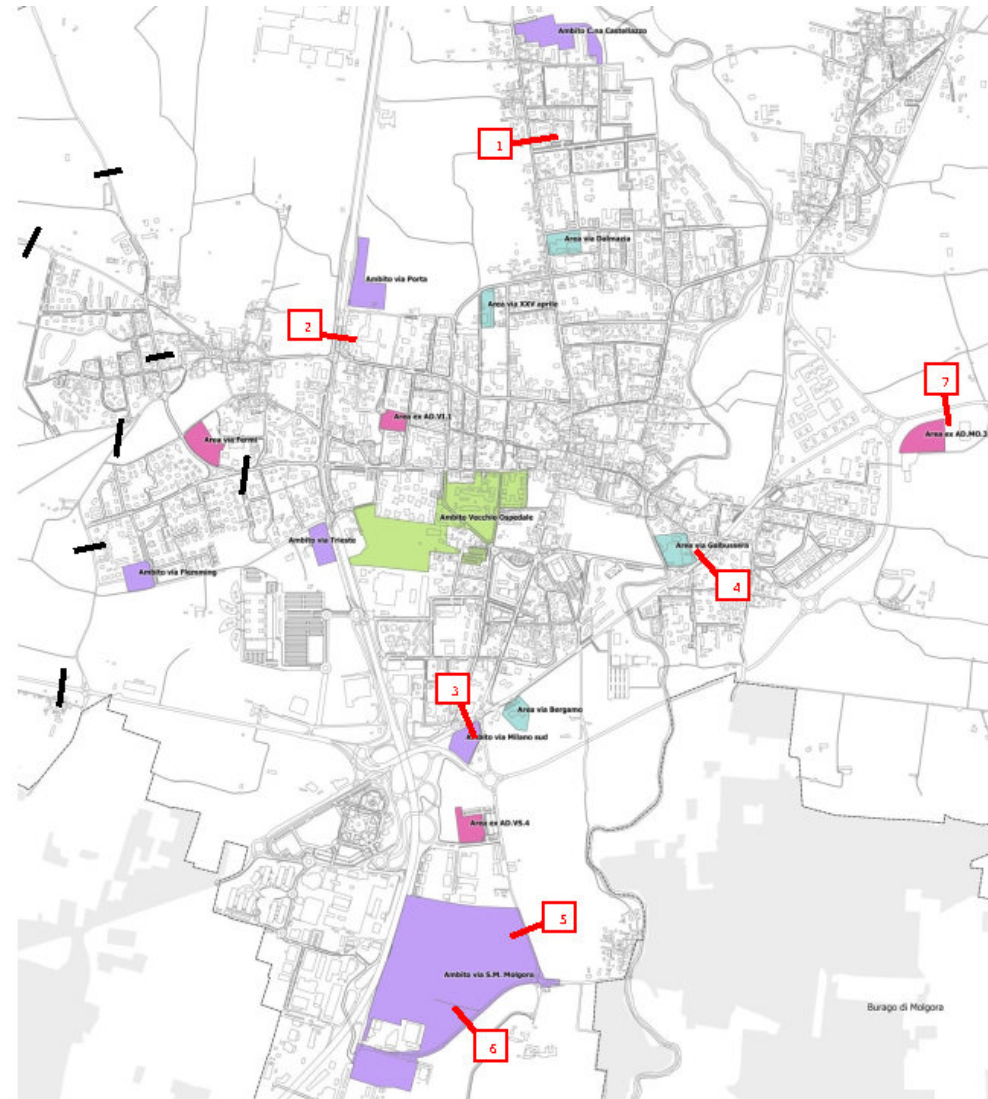 Ambito C.na Castellazzo
1
Area via Dalmazia
Ambito via Porta
Area via XXV aprile
2
7
Area ex AD.VI.1
Area via Fermi
Area ex AD.MO.3
Ambito Vecchio Ospedale
Ambito via Trieste
Area via Galbussera
Ambito via Flemming
4
3
Area via Bergamo
Ambito via Milano sud
Area ex AD.VS.4
5
Ambito via S.M. Molgora
Burago di Molgora
6